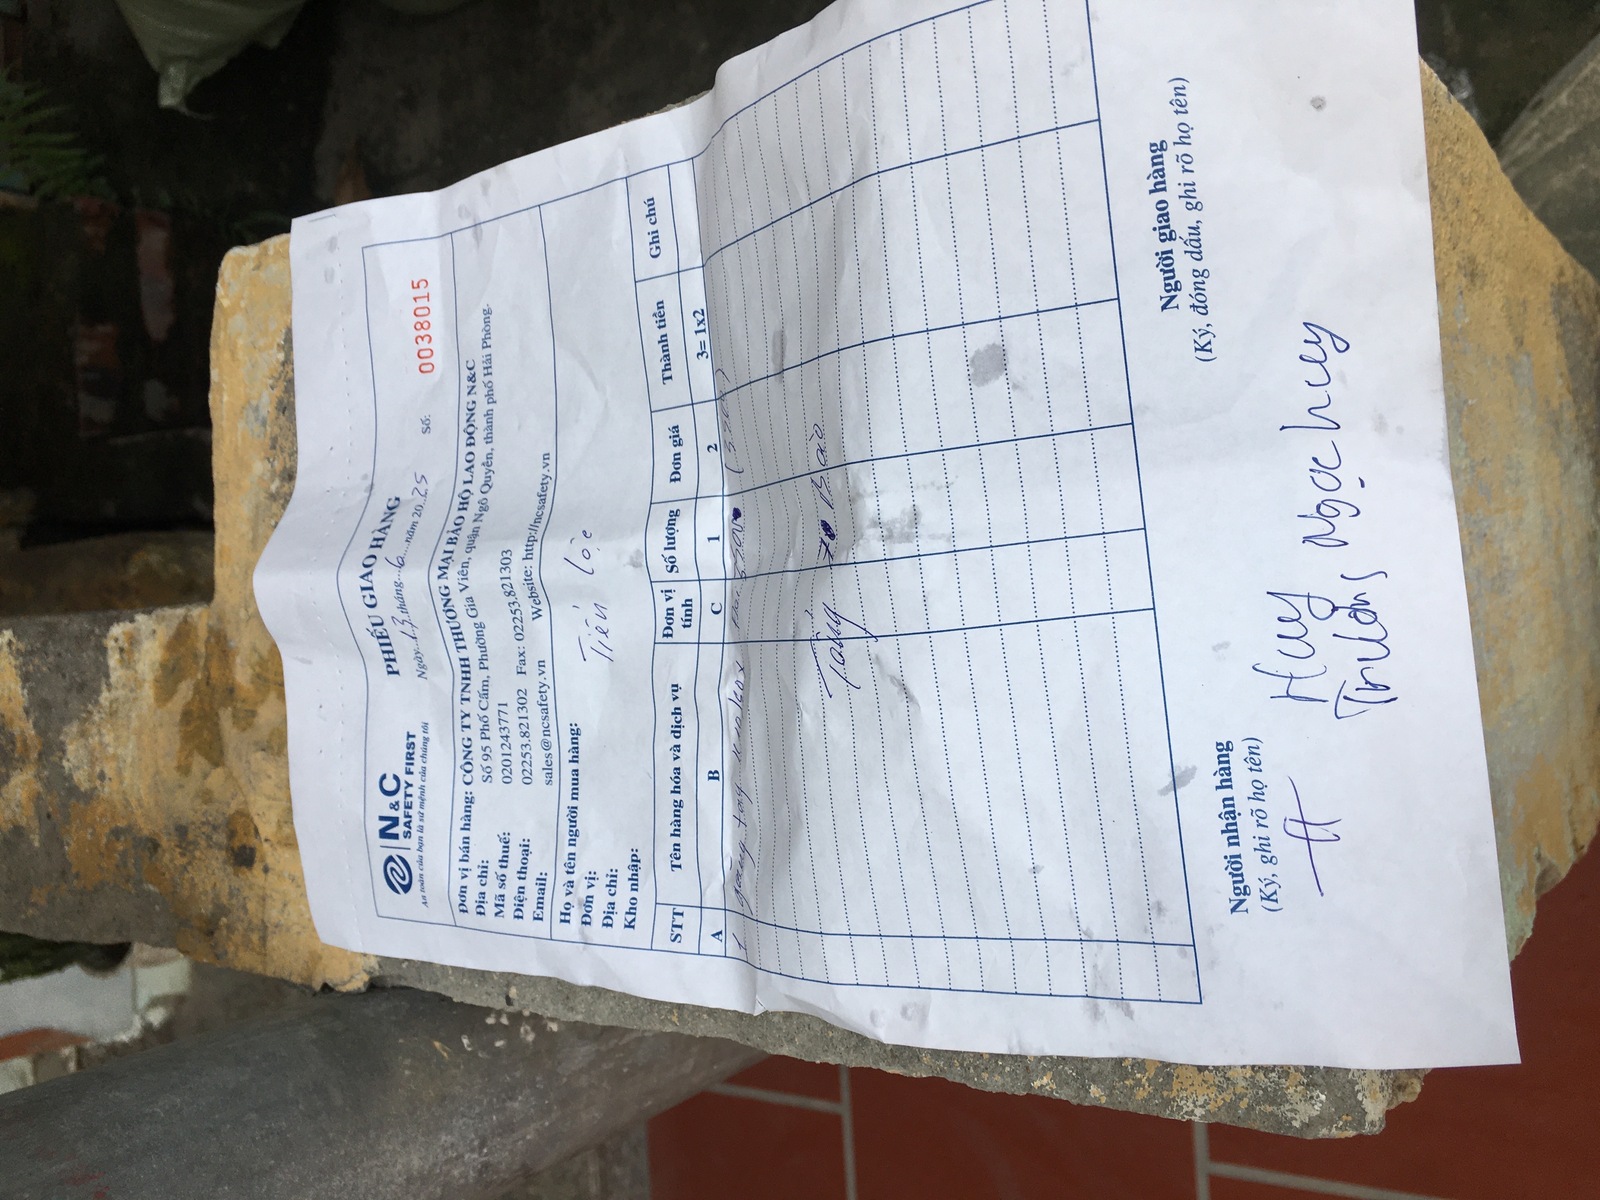 N&C
SAFETY FIRST
An toàn của bạn là sứ mệnh của chúng tôi
PHIẾU GIAO HÀNG
Ngày 13 tháng 6 năm 2025
Số: 0038015
Đơn vị bán hàng: CÔNG TY TNHH THƯƠNG MẠI BẢO HỘ LAO ĐỘNG N&C
Địa chỉ: Số 95 Phố Cấm, Phường Gia Viên, quận Ngô Quyền, thành phố Hải Phòng.
Mã số thuế: 0201243771
Điện thoại: 02253.821302 Fax: 02253.821303
Email: sales@ncsafety.vn Website: http://ncsafety.vn
Họ và tên người mua hàng:
Đơn vị: Tiến Lộc
Địa chỉ:
Kho nhập:
STT Tên hàng hóa và dịch vụ Đơn vị tính Số lượng Đơn giá Thành tiền Ghi chú
A B C 1 2 3= 1x2
1 găng tay
Tổng 7 Bao
Người nhận hàng Người giao hàng
(Ký, ghi rõ họ tên) (Ký, đóng dấu, ghi rõ họ tên)
Huy
Trương Ngọc huy